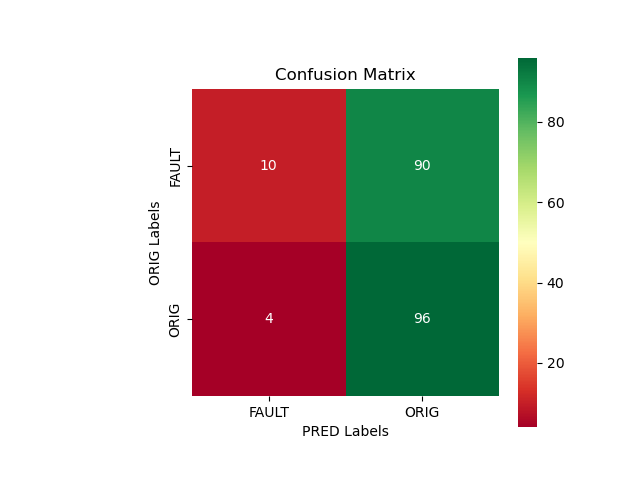 Confusion Matrix
FAULT
10
90
80
60
ORIG Labels
40
ORIG
4
96
20
FAULT
ORIG
PRED Labels